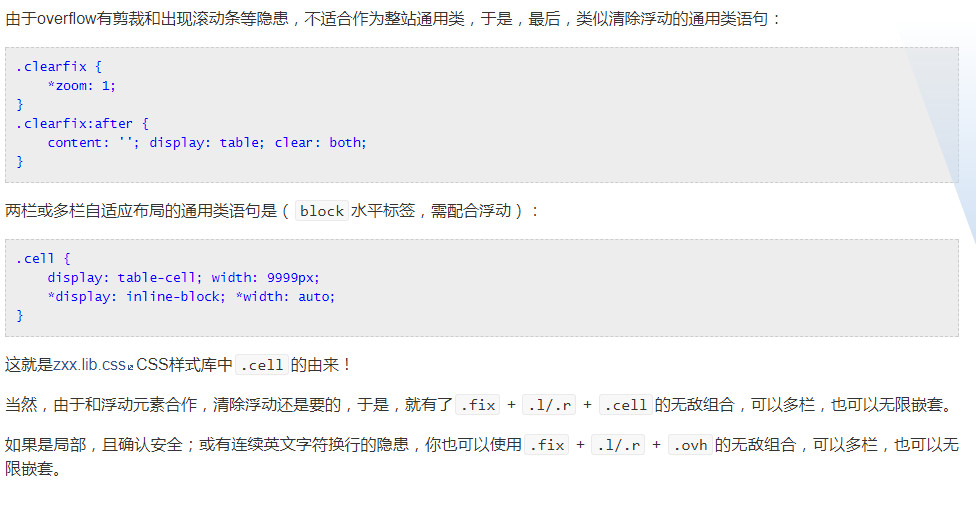 由于overflow有剪裁和出现滚动条等隐患，不适合作为整站通用类，于是，最后，类似清除浮动的通用类语句：
.clearfix {
    *zoom: 1;
}
.clearfix:after {
    content: ''; display: table; clear: both;
}
两栏或多栏自适应布局的通用类语句是（ block 水平标签，需配合浮动）：
.cell {
    display: table-cell; width: 9999px;
    *display: inline-block; *width: auto;
}
这就是zxx.lib.css CSS样式库中 .cell 的由来！
当然，由于和浮动元素合作，清除浮动还是要的，于是，就有了 .fix + .l/.r + .cell 的无敌组合，可以多栏，也可以无限嵌套。
如果是局部，且确认安全；或有连续英文字符换行的隐患，你也可以使用 .fix + .l/.r + .ovh 的无敌组合，可以多栏，也可以无
限嵌套。